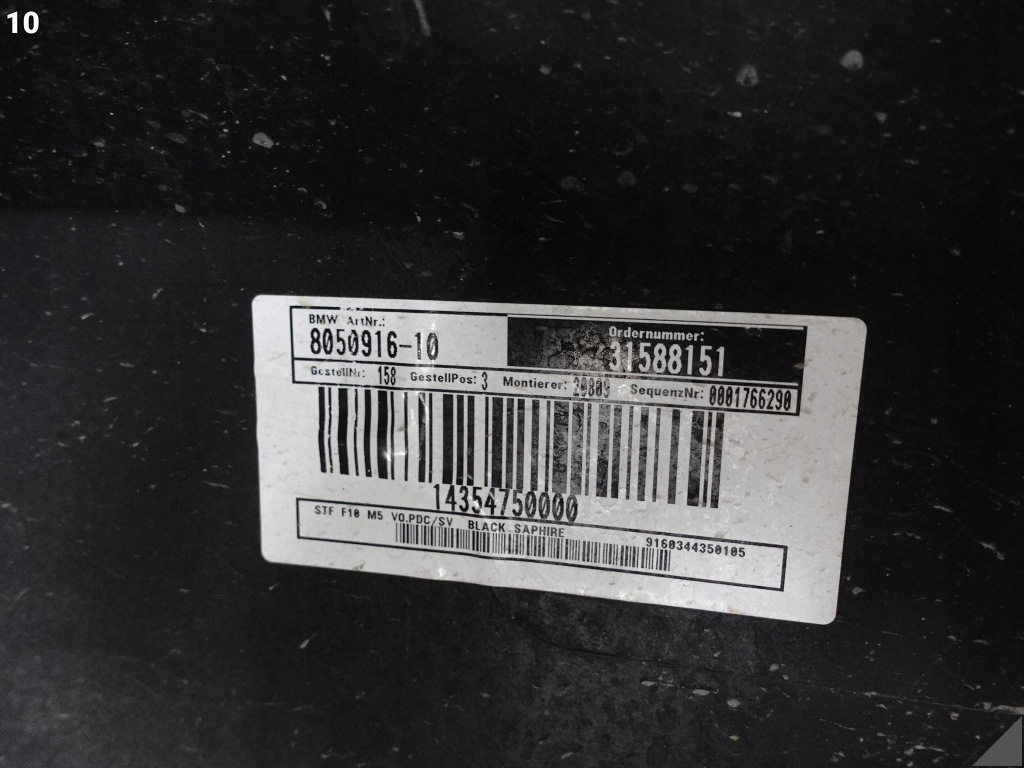 10
BMW ArtNr.: Ordernummer:
8050916-10 31588151
GestellNr: 158 GestellPos: 3 Montierer: 20809 SequenzNr: 0001766290
14354750000
STF F10 M5 VO.PDC/SV BLACK SAPHIRE 9160344350105